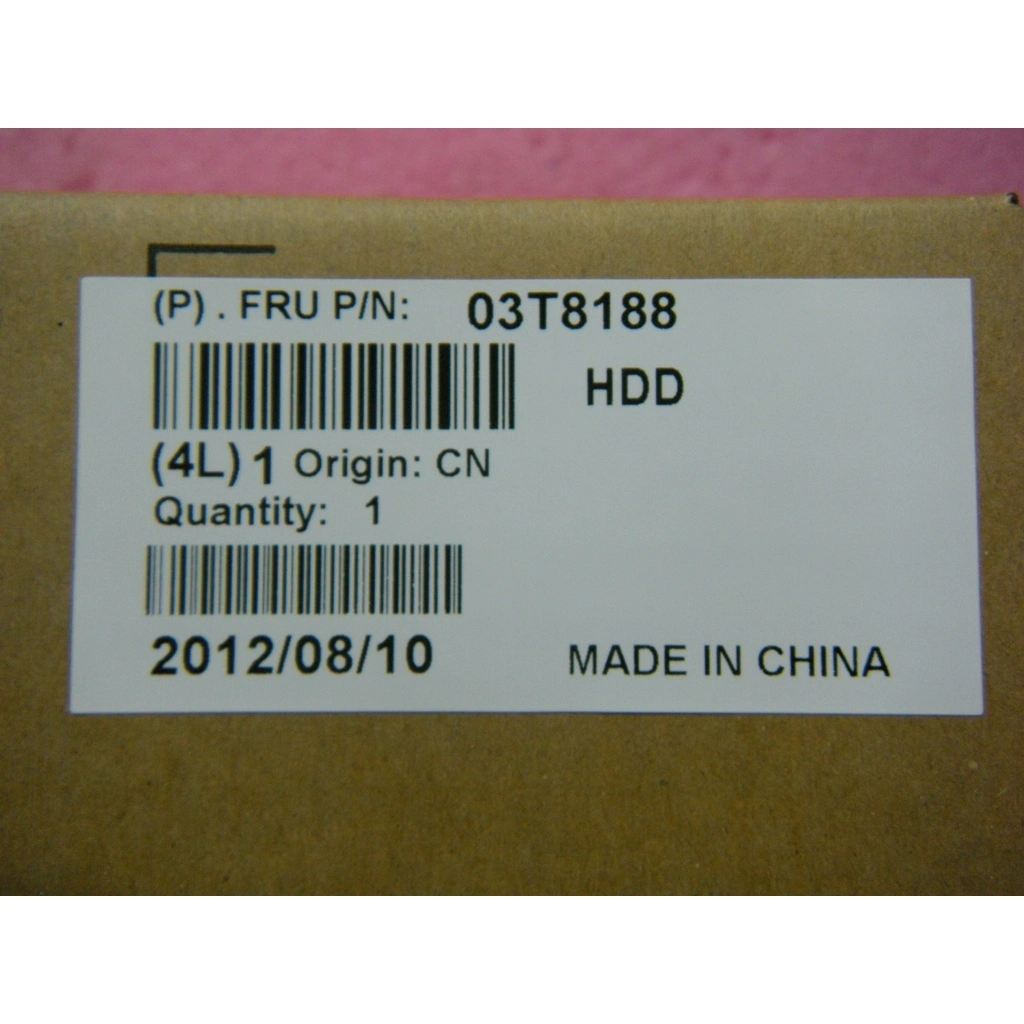 (P) . FRU P/N: 03T8188
HDD
(4L) 1 Origin: CN
Quantity: 1
2012/08/10
MADE IN CHINA